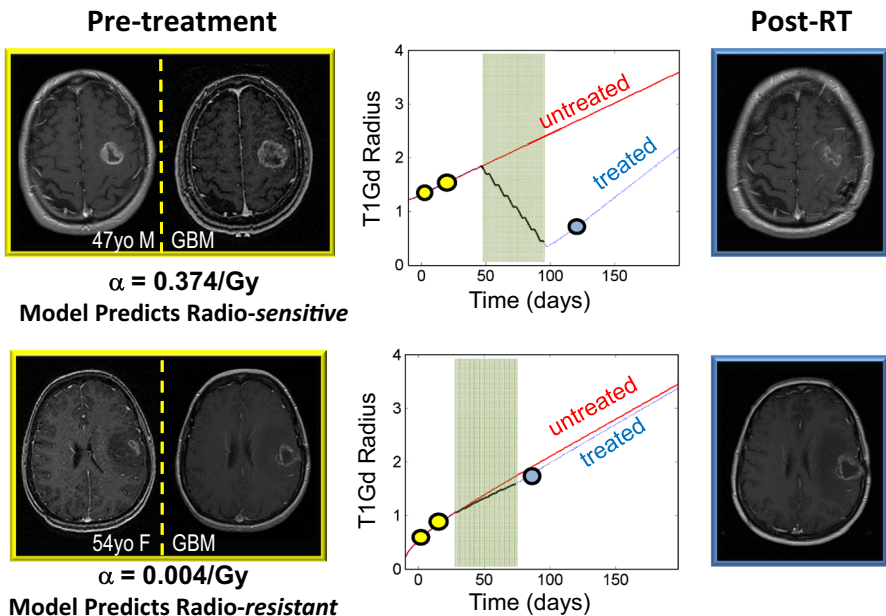 Pre-treatment
Post-RT
47yo M
GBM
α = 0.374/Gy
Model Predicts Radio-sensitive
4
3
2
1
0
T1Gd Radius
untreated
treated
0
50
100
150
Time (days)
54yo F
GBM
α = 0.004/Gy
Model Predicts Radio-resistant
4
3
2
1
0
T1Gd Radius
untreated
treated
0
50
100
150
Time (days)